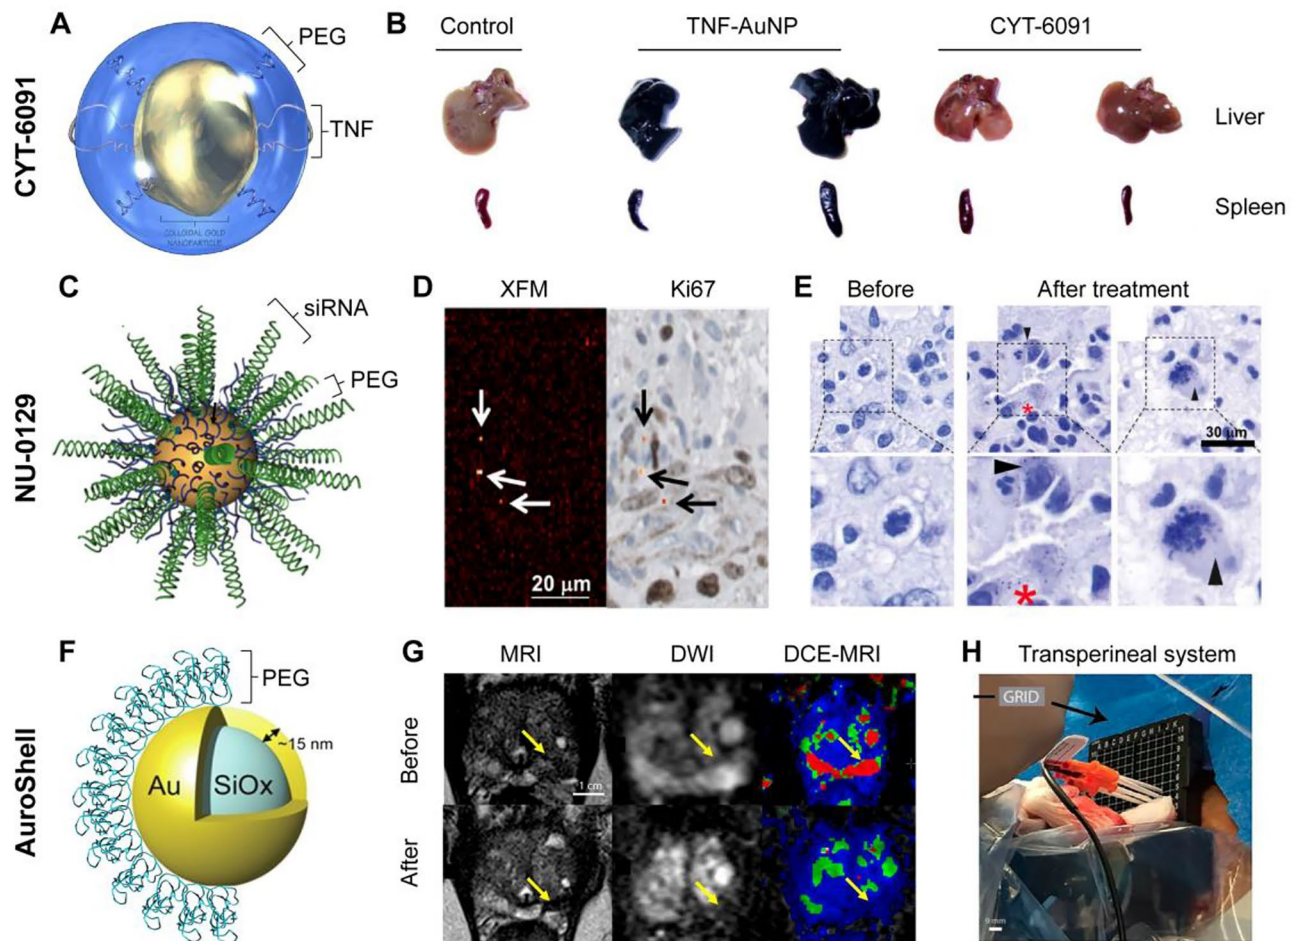 A
PEG
TNF
COLLOIDAL GOLD
NANOPARTICLE
CYT-6091
B
Control
TNF-AuNP
CYT-6091
Liver
Spleen
C
siRNA
PEG
NU-0129
D
XFM
Ki67
20 µm
E
Before
After treatment
*
30 µm
*
F
PEG
~15 nm
Au
SiOx
AuroShell
G
MRI
DWI
DCE-MRI
Before
1 cm
After
H
Transperineal system
GRID
A B C D E F G H I J K
11